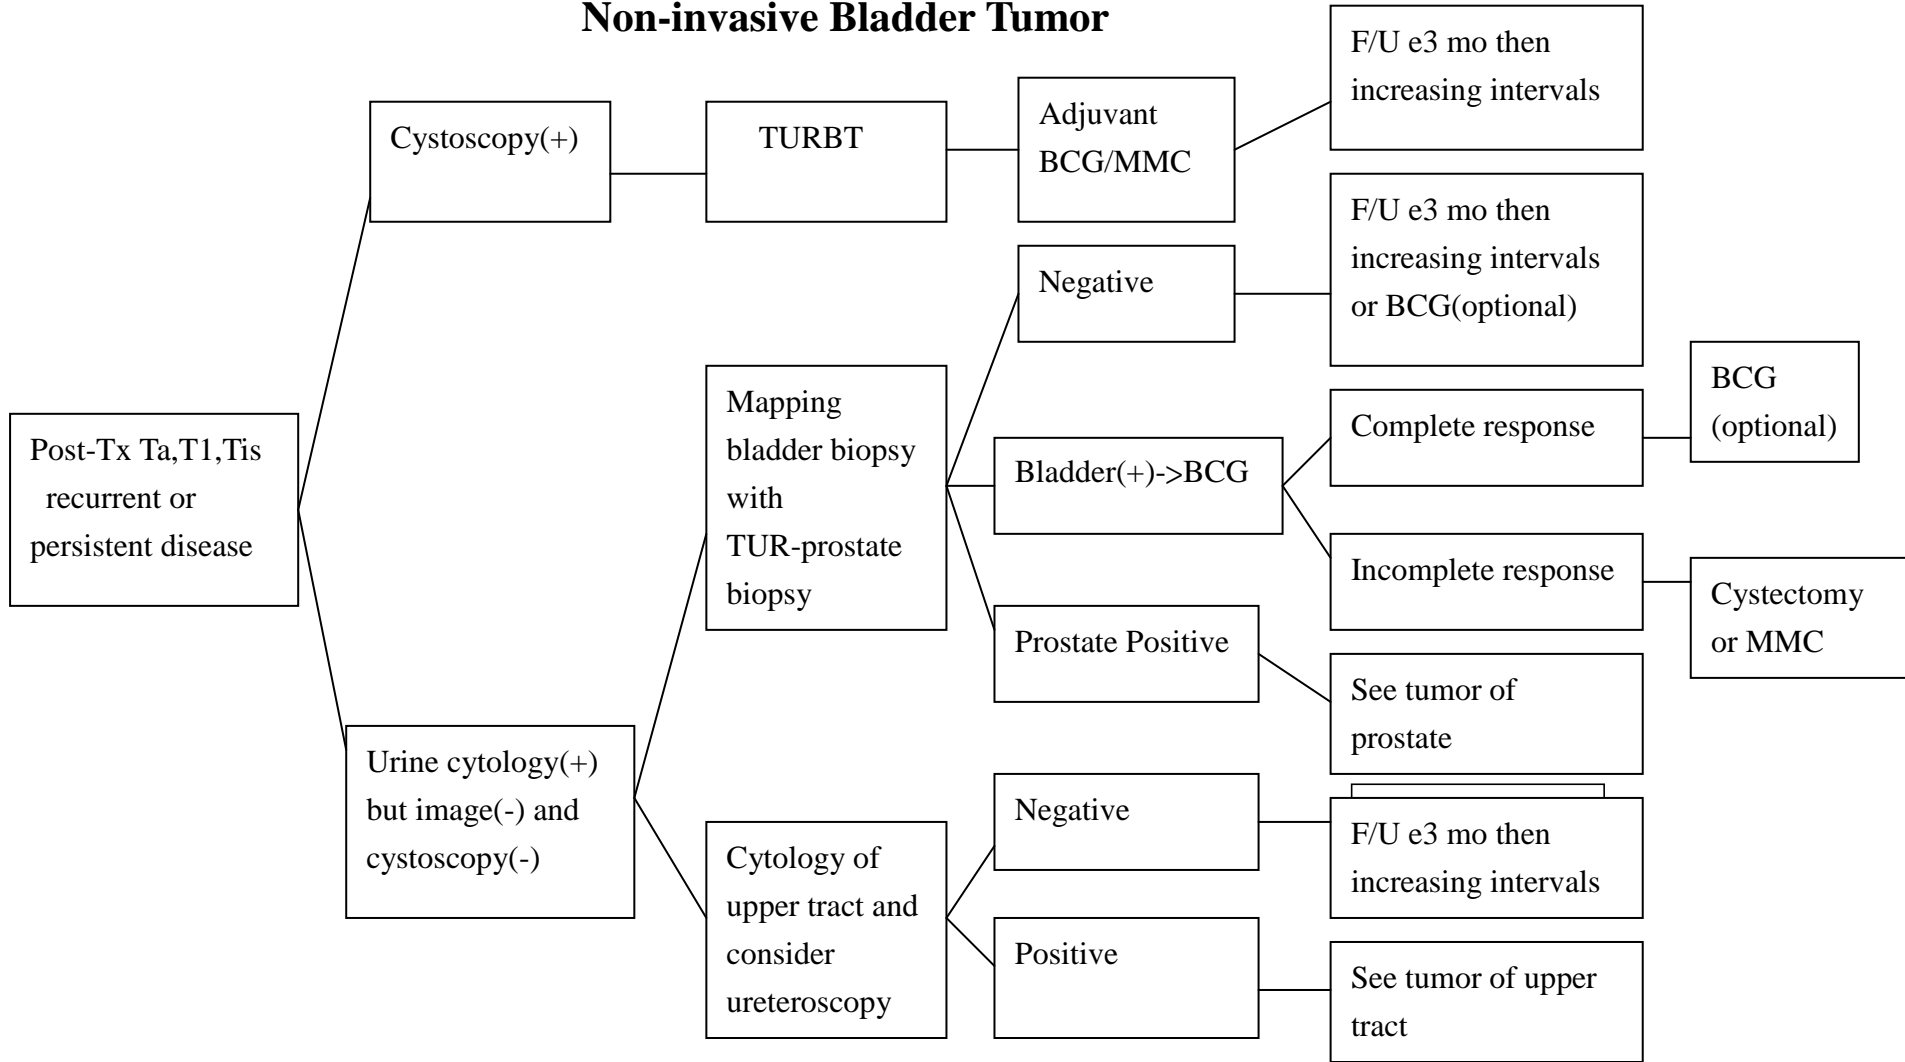 Non-invasive Bladder Tumor
Post-Tx Ta,T1,Tis
recurrent or
persistent disease
Cystoscopy(+)
TURBT
Adjuvant
BCG/MMC
F/U e3 mo then
increasing intervals
Urine cytology(+)
but image(-) and
cystoscopy(-)
Mapping
bladder biopsy
with
TUR-prostate
biopsy
Negative
F/U e3 mo then
increasing intervals
or BCG(optional)
Bladder(+)->BCG
Complete response
BCG
(optional)
Incomplete response
Cystectomy
or MMC
Prostate Positive
See tumor of
prostate
Cytology of
upper tract and
consider
ureteroscopy
Negative
F/U e3 mo then
increasing intervals
Positive
See tumor of upper
tract